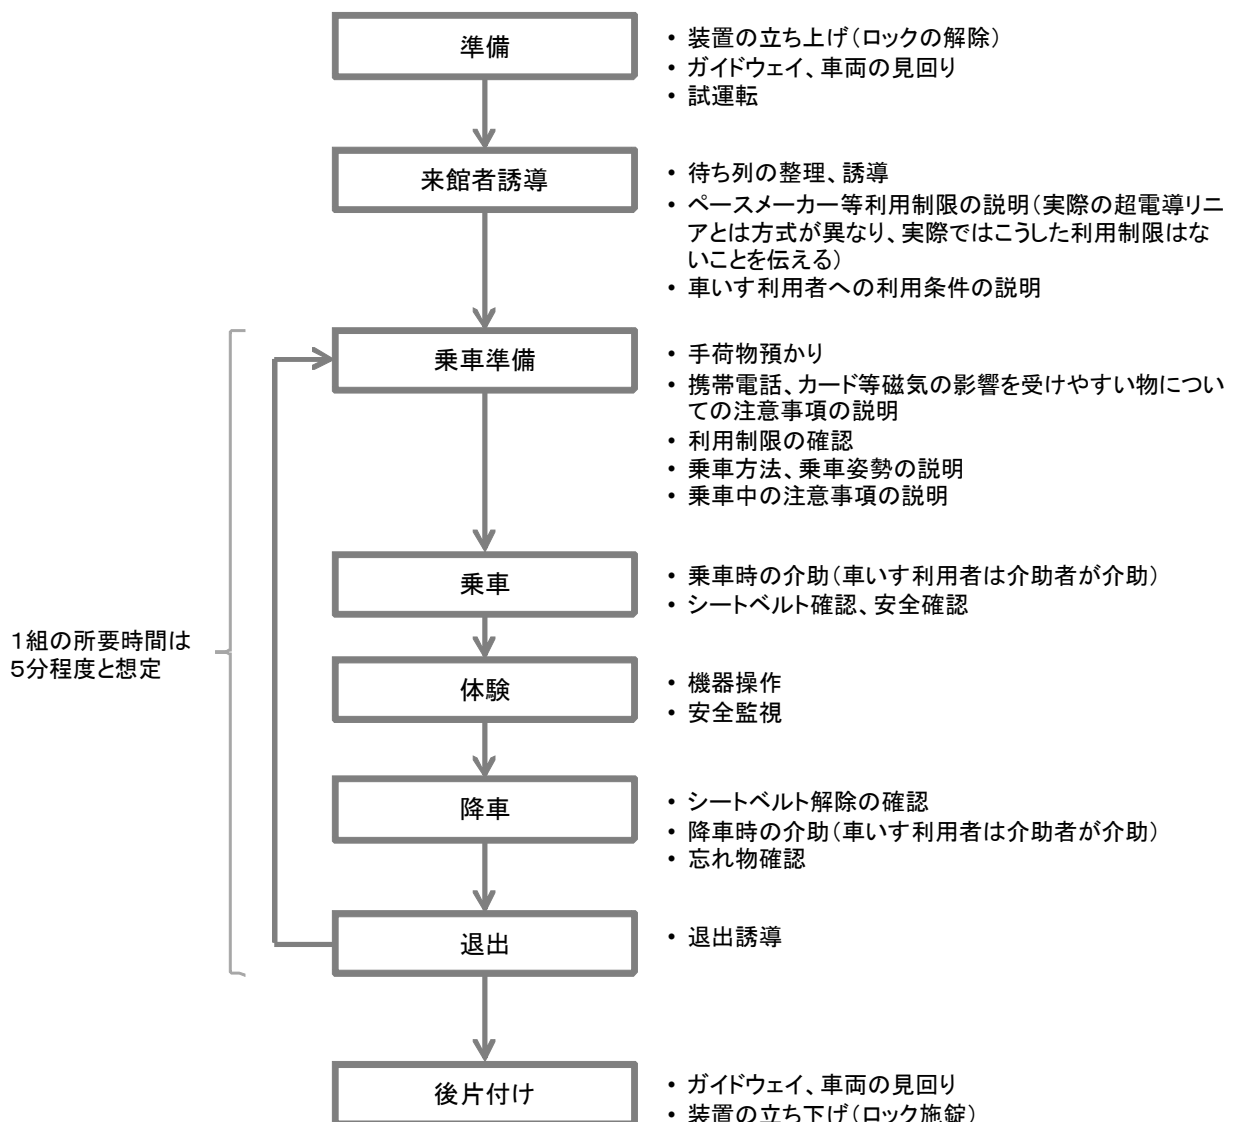 準備
・装置の立ち上げ(ロックの解除)
・ガイドウェイ、車両の見回り
・試運転
来館者誘導
・待ち列の整理、誘導
・ペースメーカー等利用制限の説明(実際の超電導リニ
アとは方式が異なり、実際ではこうした利用制限はな
いことを伝える)
・車いす利用者への利用条件の説明
乗車準備
・手荷物預かり
・携帯電話、カード等磁気の影響を受けやすい物につい
ての注意事項の説明
・利用制限の確認
・乗車方法、乗車姿勢の説明
・乗車中の注意事項の説明
乗車
・乗車時の介助(車いす利用者は介助者が介助)
・シートベルト確認、安全確認
1組の所要時間は
5分程度と想定
体験
・機器操作
・安全監視
降車
・シートベルト解除の確認
・降車時の介助(車いす利用者は介助者が介助)
・忘れ物確認
退出
・退出誘導
後片付け
・ガイドウェイ、車両の見回り
・装置の立ち下げ(ロック施錠)